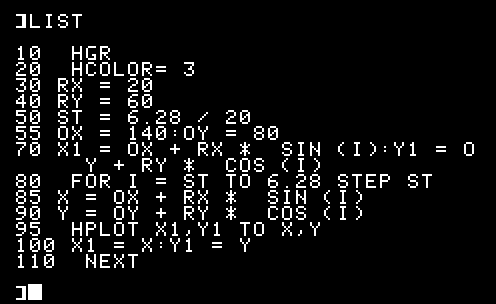 ]LIST
10  HGR
20  HCOLOR= 3
30 RX = 20
40 RY = 60
50 ST = 6.28 / 20
55 OX = 140:OY = 80
70 X1 = OX + RX *  SIN (I):Y1 = O
Y + RY *  COS (I)
80  FOR I = ST TO 6.28 STEP ST
85 X = OX + RX *  SIN (I)
90 Y = OY + RY *  COS (I)
95  HPLOT X1,Y1 TO X,Y
100 X1 = X:Y1 = Y
110  NEXT
]